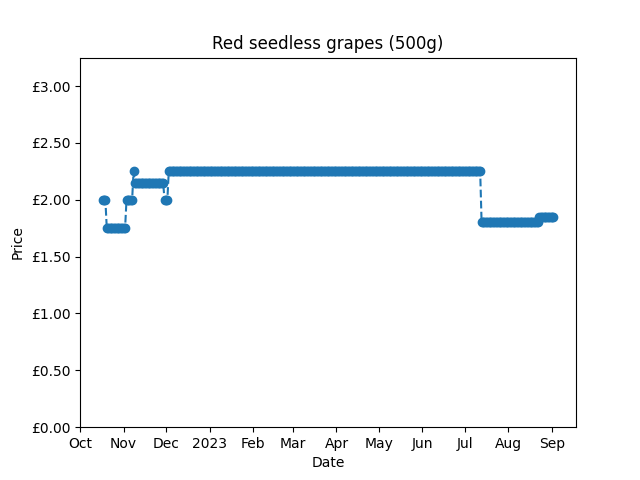 Red seedless grapes (500g)
£3.00
£2.50
£2.00
£1.50
£1.00
£0.50
£0.00
Price
Oct Nov Dec 2023 Feb Mar Apr May Jun Jul Aug Sep
Date